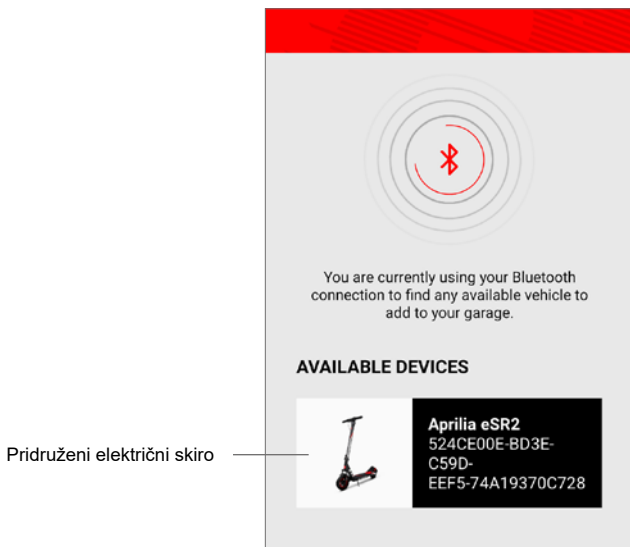 You are currently using your Bluetooth
connection to find any available vehicle to
add to your garage.
AVAILABLE DEVICES
Pridruženi električni skiro
Aprilia eSR2
524CE00E-BD3E-
C59D-
EEF5-74A19370C728